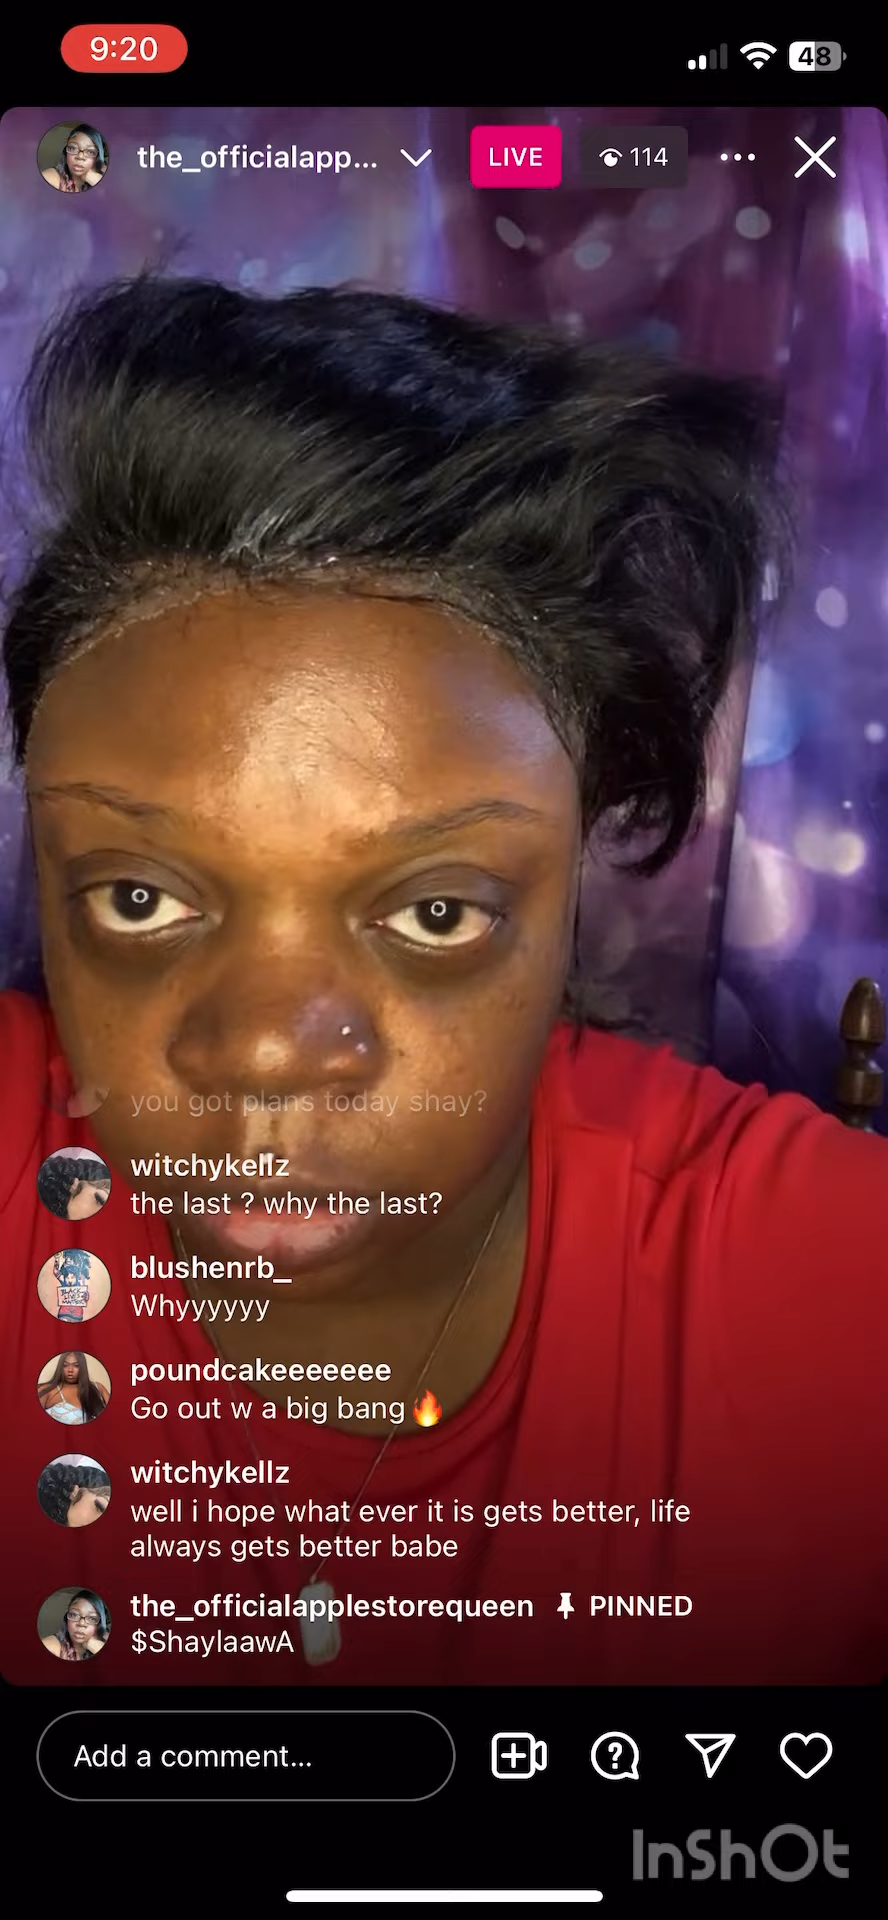 9:20
48
the_officialapp...
LIVE
114
you got plans today shay?
witchykellz
the last ? why the last?
blushenrb_
Whyyyyyy
poundcakeeeeeee
Go out w a big bang🔥
witchykellz
well i hope what ever it is gets better, life
always gets better babe
the_officialapplestorequeen PINNED
$ShaylaawA
Add a comment...
InShOt